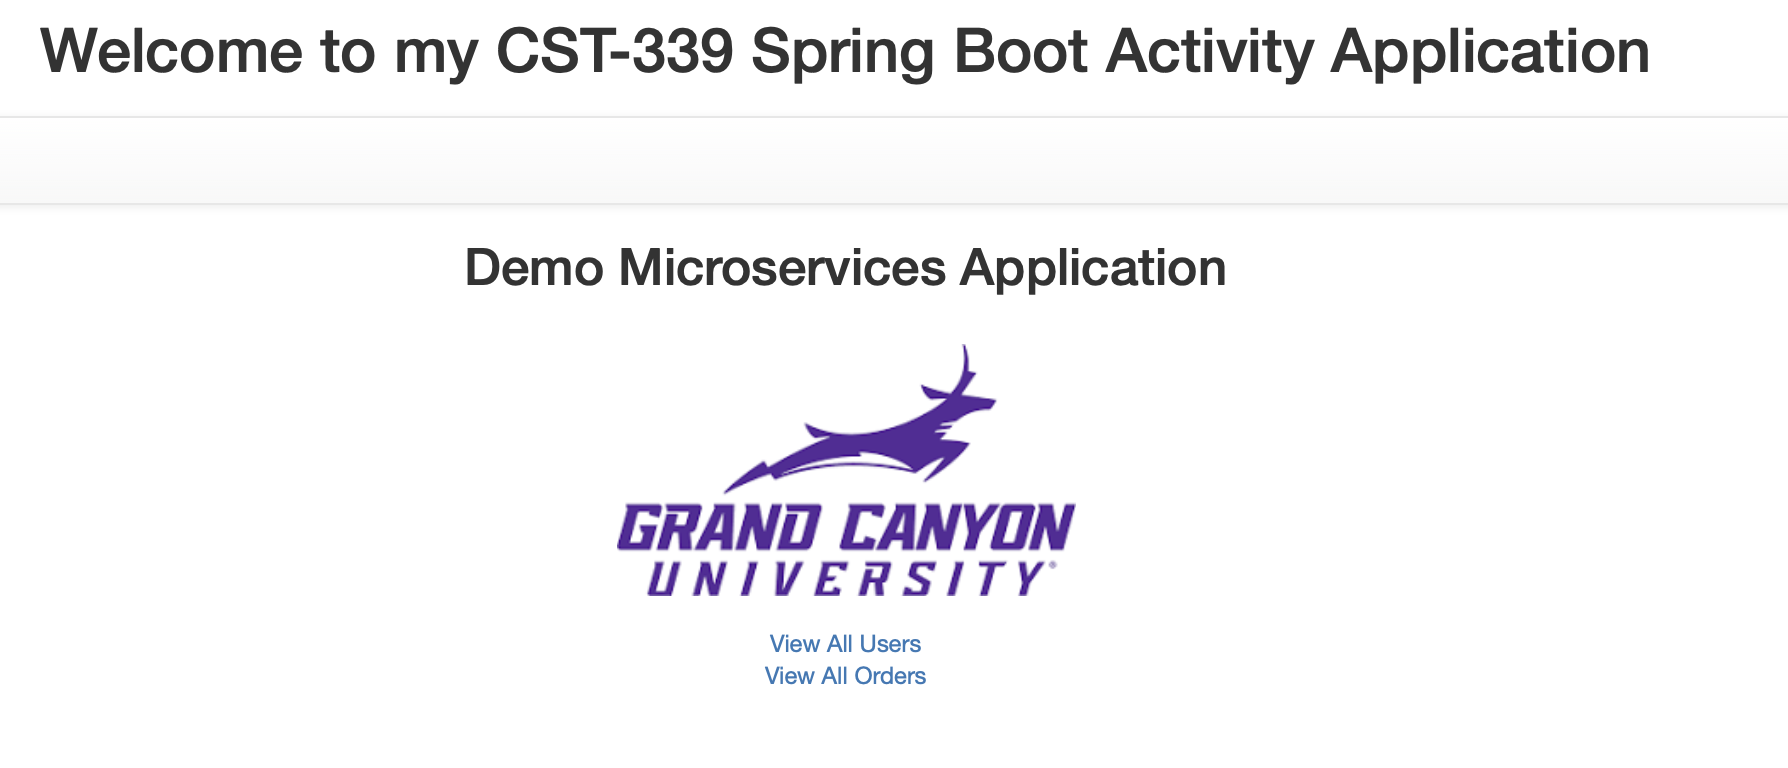 Welcome to my CST-339 Spring Boot Activity Application
Demo Microservices Application
GRAND CANYON
UNIVERSITY®
View All Users
View All Orders